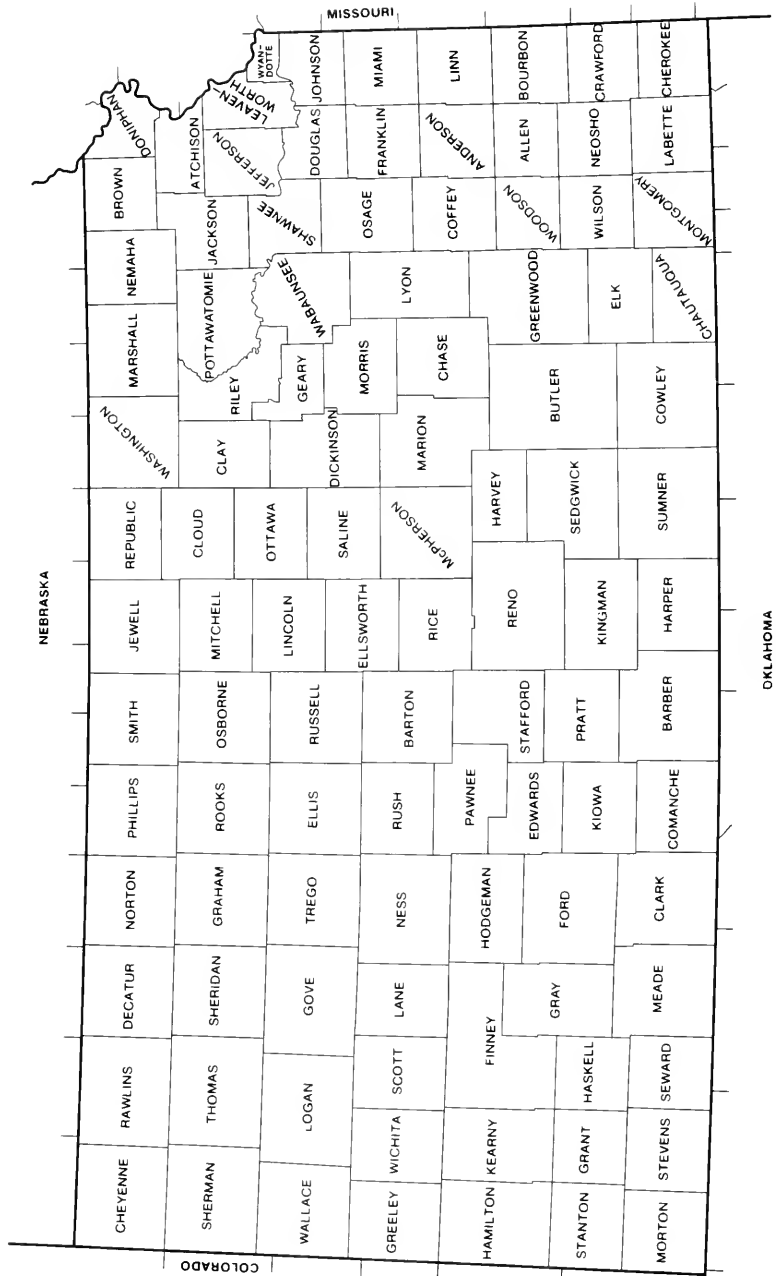 NEBRASKA
CHEYENNE
RAWLINS
DECATUR
NORTON
PHILLIPS
SMITH
JEWELL
REPUBLIC
WASHINGTON
MARSHALL
NEMAHA
BROWN
DONIPHAN
SHERMAN
THOMAS
SHERIDAN
GRAHAM
ROOKS
OSBORNE
MITCHELL
CLOUD
CLAY
RILEY
POTTAWATOMIE
JACKSON
ATCHISON
JEFFERSON
LEAVEN-
WORTH
WYAN-
DOTTE
COLORADO
WALLACE
LOGAN
GOVE
TREGO
ELLIS
RUSSELL
LINCOLN
OTTAWA
SALINE
DICKINSON
GEARY
WABAUNSEE
SHAWNEE
DOUGLAS
JOHNSON
MISSOURI
GREELEY
WICHITA
SCOTT
LANE
NESS
RUSH
BARTON
ELLSWORTH
RICE
McPHERSON
MARION
MORRIS
CHASE
LYON
OSAGE
FRANKLIN
MIAMI
COFFEY
ANDERSON
LINN
HAMILTON
KEARNY
FINNEY
GRAY
HODGEMAN
FORD
PAWNEE
EDWARDS
STAFFORD
PRATT
RENO
KINGMAN
HARVEY
SEDGWICK
BUTLER
GREENWOOD
ELK
WOODSON
WILSON
ALLEN
NEOSHO
BOURBON
CRAWFORD
STANTON
GRANT
HASKELL
KIOWA
MORTON
STEVENS
SEWARD
MEADE
CLARK
COMANCHE
BARBER
HARPER
SUMNER
COWLEY
CHAUTAUQUA
MONTGOMERY
LABETTE
CHEROKEE
OKLAHOMA